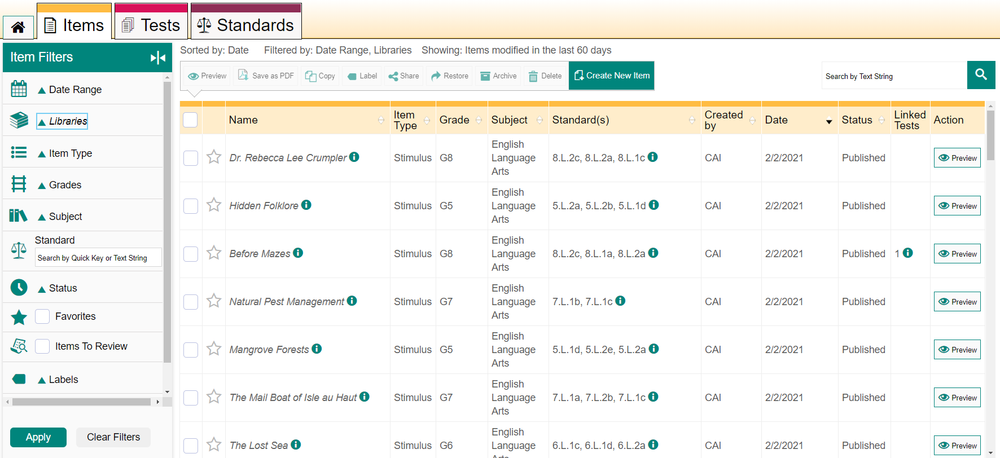 Items Tests Standards
Item Filters
Date Range
Libraries
Item Type
Grades
Subject
Standard
Search by Quick Key or Text String
Status
Favorites
Items To Review
Labels
Apply Clear Filters
Sorted by: Date Filtered by: Date Range, Libraries Showing: Items modified in the last 60 days
Preview Save as PDF Copy Label Share Restore Archive Delete Create New Item
Search by Text String
Name Item Type Grade Subject Standard(s) Created by Date Status Linked Tests Action
Dr. Rebecca Lee Crumpler Stimulus G8 English Language Arts 8.L.2c, 8.L.2a, 8.L.1c CAI 2/2/2021 Published Preview
Hidden Folklore Stimulus G5 English Language Arts 5.L.2a, 5.L.2b, 5.L.1d CAI 2/2/2021 Published Preview
Before Mazes Stimulus G8 English Language Arts 8.L.2c, 8.L.1a, 8.L.2a CAI 2/2/2021 Published 1 Preview
Natural Pest Management Stimulus G7 English Language Arts 7.L.1b, 7.L.1c CAI 2/2/2021 Published Preview
Mangrove Forests Stimulus G5 English Language Arts 5.L.1d, 5.L.2e, 5.L.2a CAI 2/2/2021 Published Preview
The Mail Boat of Isle au Haut Stimulus G7 English Language Arts 7.L.1a, 7.L.2b, 7.L.1c CAI 2/2/2021 Published Preview
The Lost Sea Stimulus G6 English Language Arts 6.L.1c, 6.L.1d, 6.L.2a CAI 2/2/2021 Published Preview